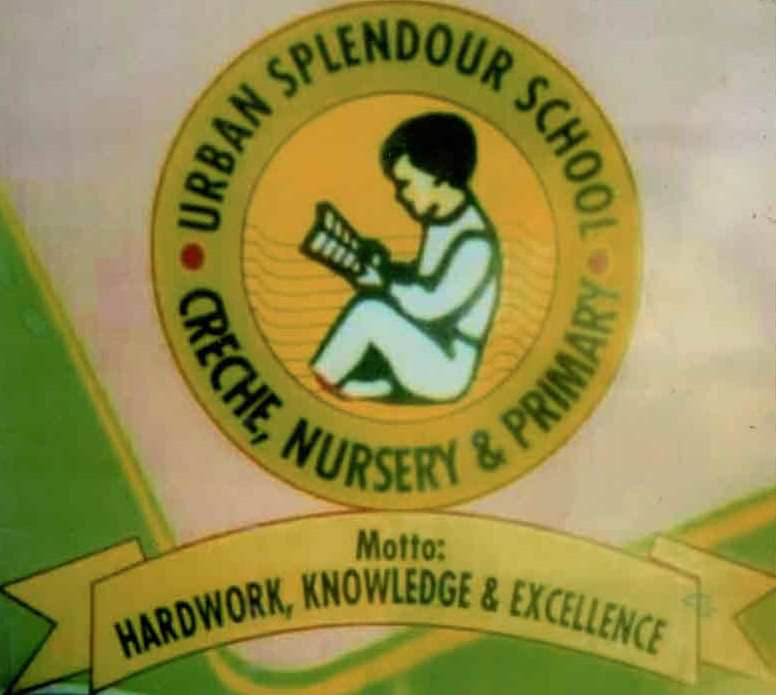 URBAN SPLENDOUR SCHOOL
CRECHE, NURSERY & PRIMARY
Motto:
HARDWORK, KNOWLEDGE & EXCELLENCE